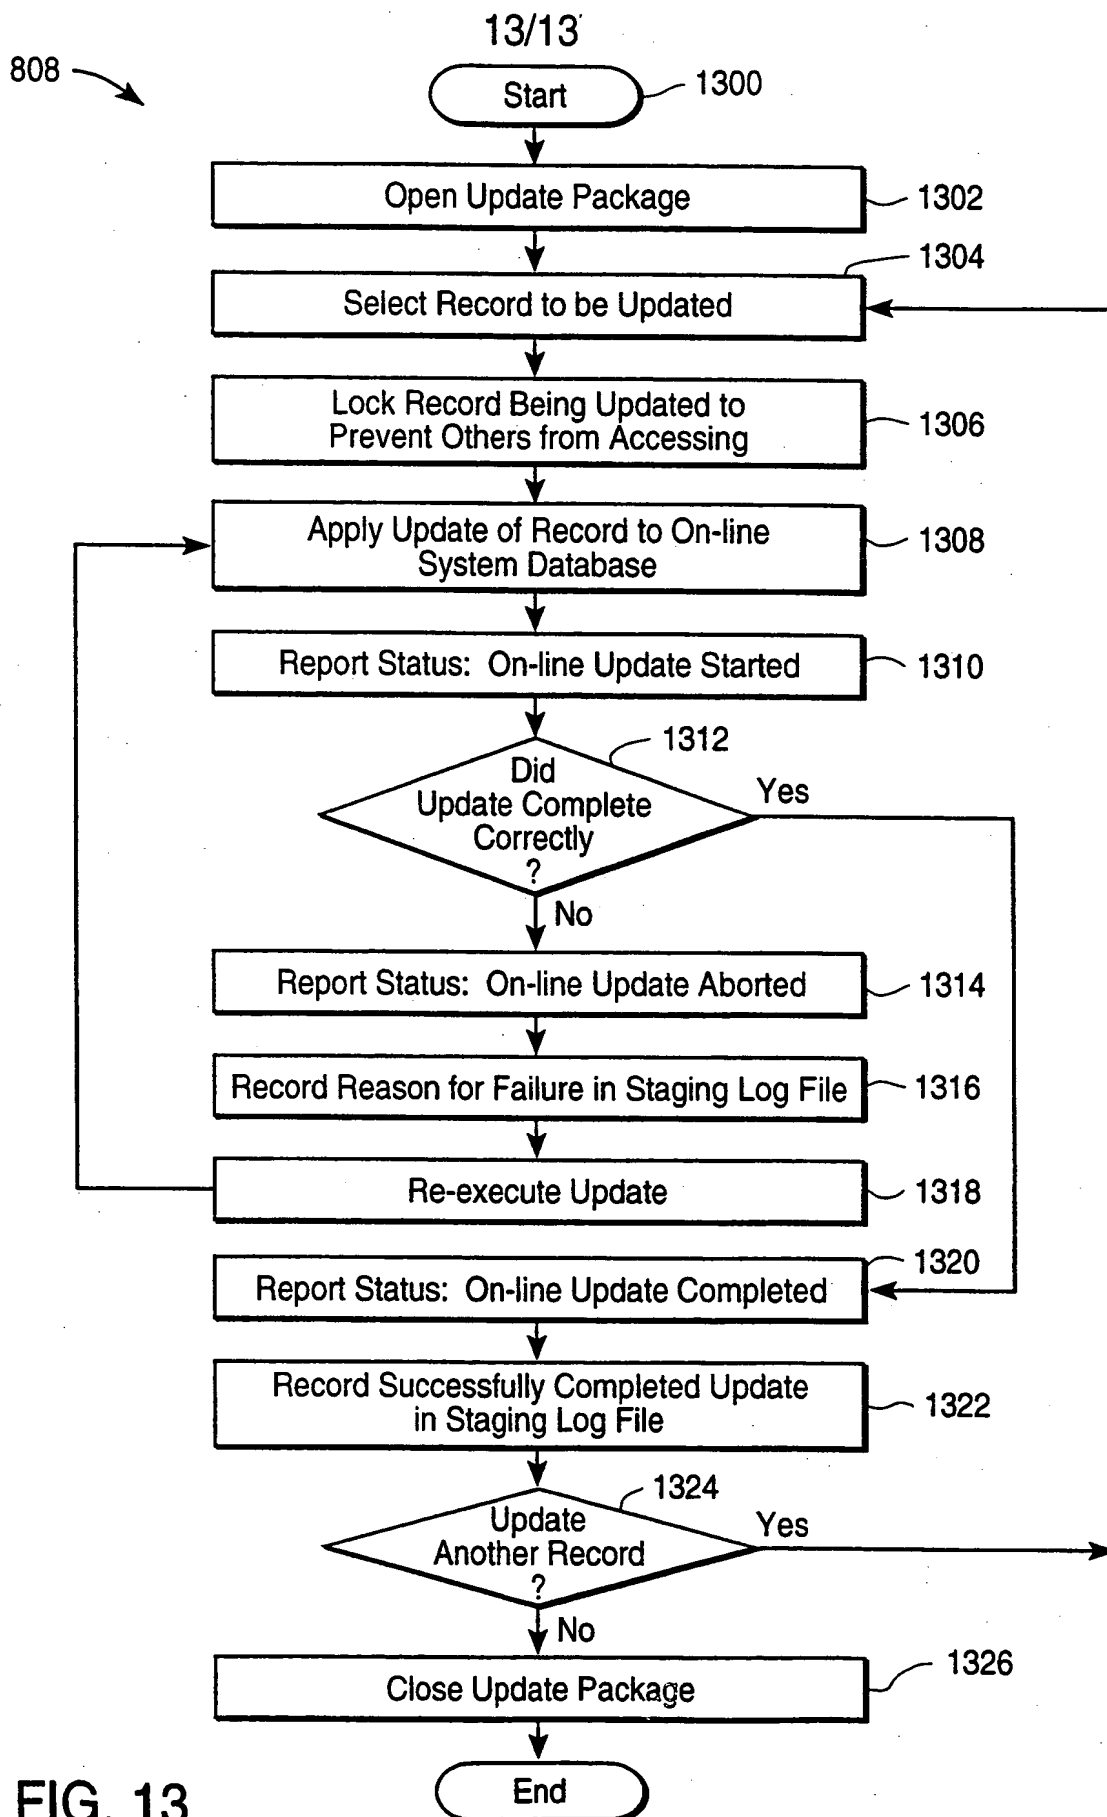 13/13
808
Start
1300
Open Update Package
1302
1304
Select Record to be Updated
Lock Record Being Updated to
Prevent Others from Accessing
1306
Apply Update of Record to On-line
System Database
1308
Report Status: On-line Update Started
1310
1312
Did
Update Complete
Correctly
?
Yes
No
Report Status: On-line Update Aborted
1314
Record Reason for Failure in Staging Log File
1316
Re-execute Update
1318
1320
Report Status: On-line Update Completed
Record Successfully Completed Update
in Staging Log File
1322
1324
Update
Another Record
?
Yes
No
Close Update Package
1326
End
FIG. 13